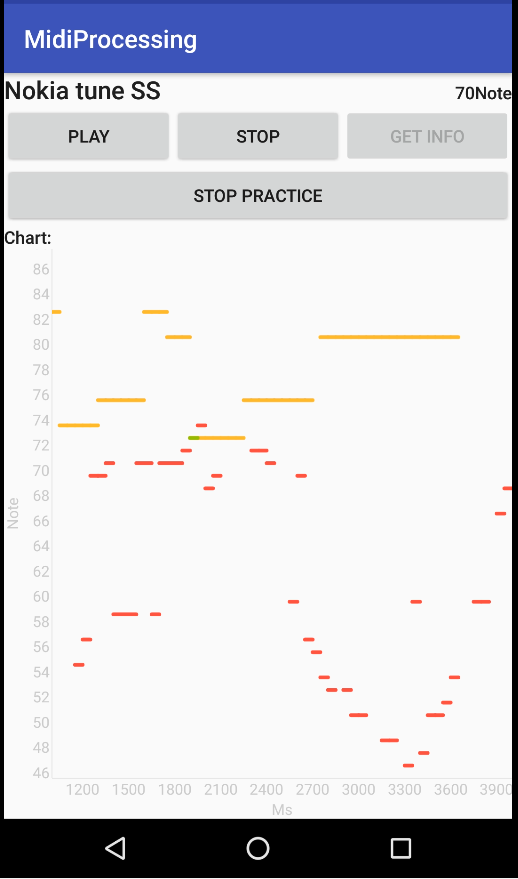 MidiProcessing
Nokia tune SS 70Note
PLAY STOP GET INFO
STOP PRACTICE
Chart:
86
84
82
80
78
76
74
72
70
68
66
64
62
60
58
56
54
52
50
48
46
Note
1200 1500 1800 2100 2400 2700 3000 3300 3600 3900
Ms